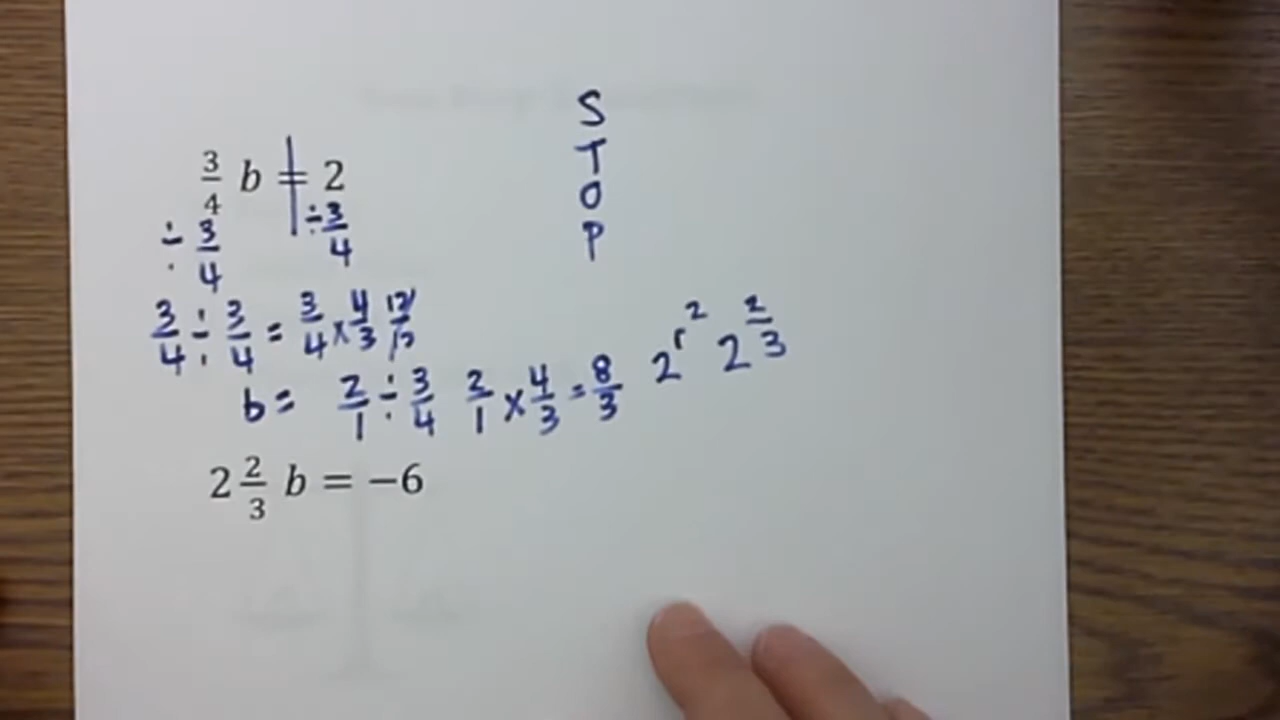 S
T
O
P
3/4 b = 2
÷ 3/4 ÷ 3/4
3/4 ÷ 3/4 = 3/4 × 4/3 12/12
b = 2/1 ÷ 3/4 2/1 × 4/3 = 8/3 2 r 2 2 2/3
2 2/3 b = −6